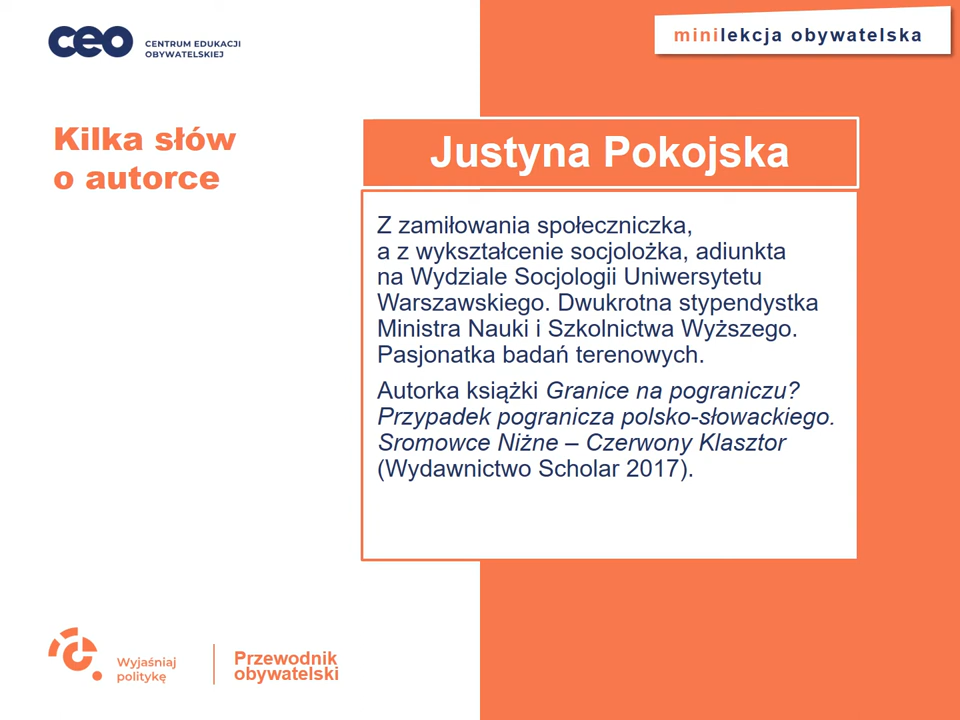 ceo
CENTRUM EDUKACJI
OBYWATELSKIEJ
minilekcja obywatelska
Kilka słów
o autorce
Justyna Pokojska
Z zamiłowania społeczniczka,
a z wykształcenie socjolożka, adiunkta
na Wydziale Socjologii Uniwersytetu
Warszawskiego. Dwukrotna stypendystka
Ministra Nauki i Szkolnictwa Wyższego.
Pasjonatka badań terenowych.
Autorka książki Granice na pograniczu?
Przypadek pogranicza polsko-słowackiego.
Sromowce Niżne – Czerwony Klasztor
(Wydawnictwo Scholar 2017).
Wyjaśniaj
politykę
Przewodnik
obywatelski